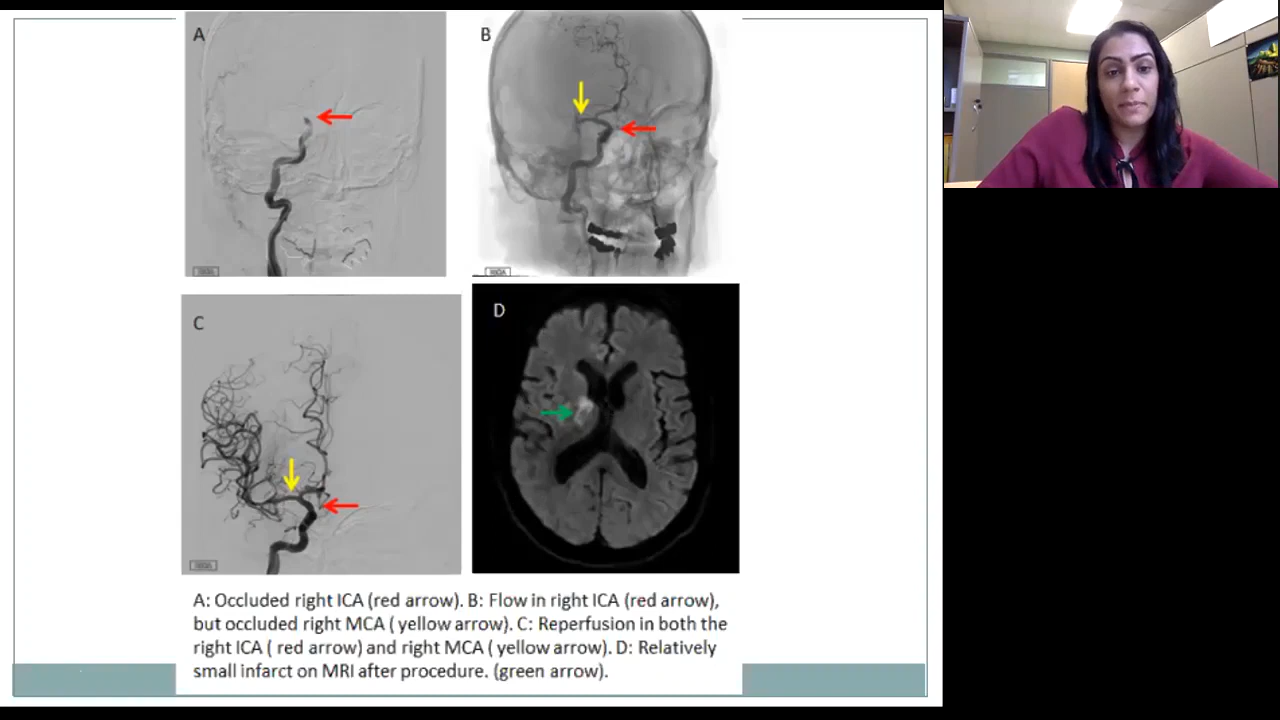 A
B
C
D
A: Occluded right ICA (red arrow). B: Flow in right ICA (red arrow),
but occluded right MCA ( yellow arrow). C: Reperfusion in both the
right ICA ( red arrow) and right MCA ( yellow arrow). D: Relatively
small infarct on MRI after procedure. (green arrow).